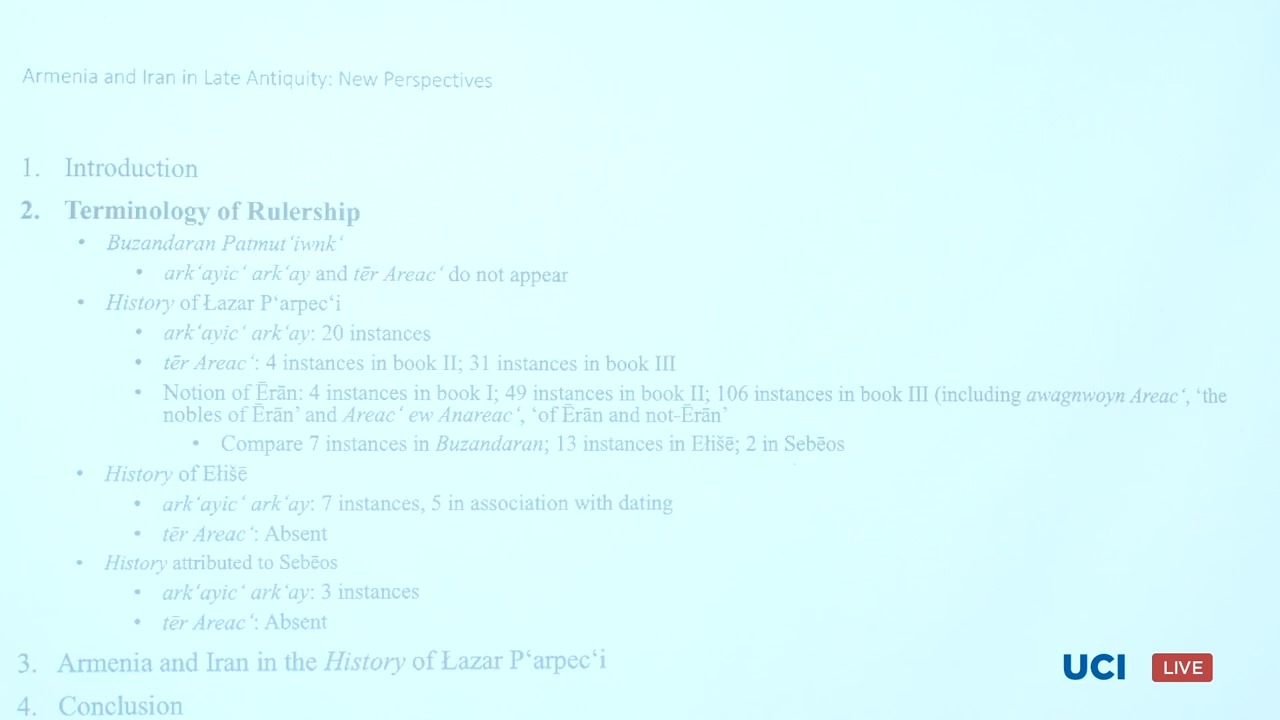 Armenia and Iran in Late Antiquity: New Perspectives
1. Introduction
2. Terminology of Rulership
• Buzandaran Patmut‘iwnk‘
• ark‘ayic‘ ark‘ay and tēr Areac‘ do not appear
• History of Łazar P‘arpec‘i
• ark‘ayic‘ ark‘ay: 20 instances
• tēr Areac‘: 4 instances in book II; 31 instances in book III
• Notion of Ērān: 4 instances in book I; 49 instances in book II; 106 instances in book III (including awagnwoyn Areac‘, ‘the
nobles of Ērān’ and Areac‘ ew Anareac‘, ‘of Ērān and not-Ērān’
• Compare 7 instances in Buzandaran; 13 instances in Ełišē; 2 in Sebēos
• History of Ełišē
• ark‘ayic‘ ark‘ay: 7 instances, 5 in association with dating
• tēr Areac‘: Absent
• History attributed to Sebēos
• ark‘ayic‘ ark‘ay: 3 instances
• tēr Areac‘: Absent
3. Armenia and Iran in the History of Łazar P‘arpec‘i
4. Conclusion
UCI LIVE